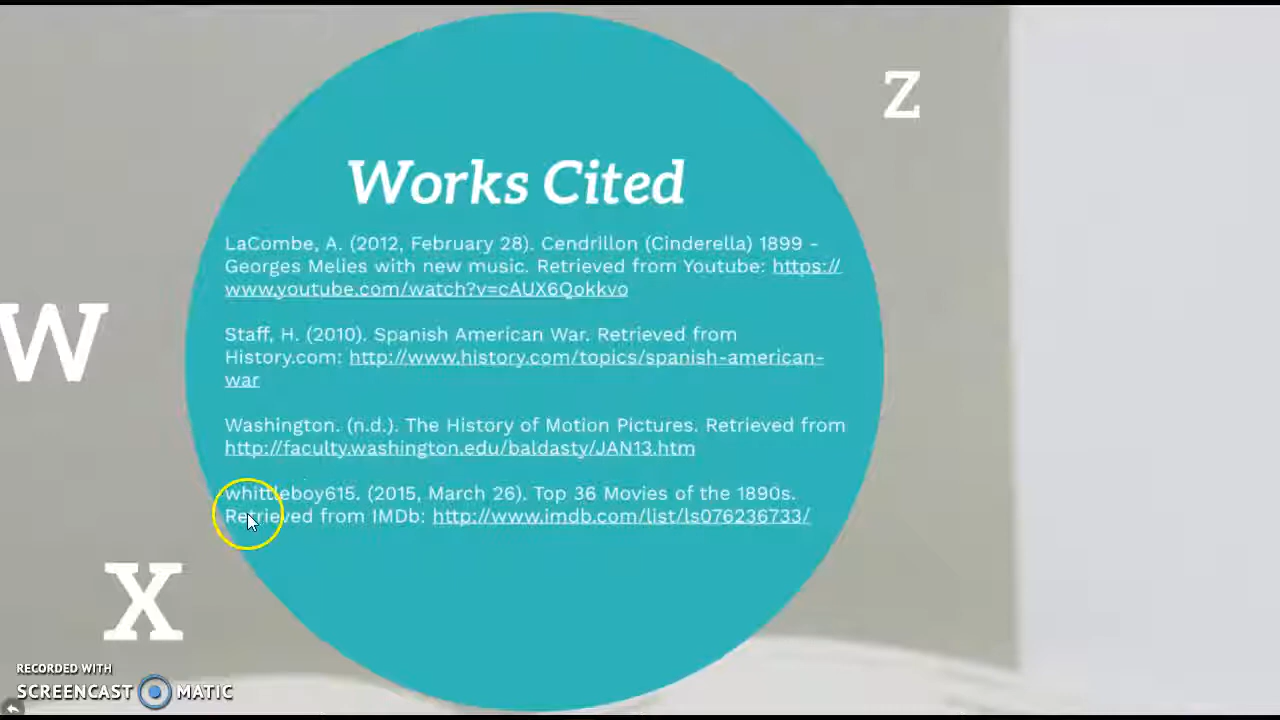 Z
Works Cited
LaCombe, A. (2012, February 28). Cendrillon (Cinderella) 1899 -
Georges Melies with new music. Retrieved from Youtube: https://
www.youtube.com/watch?v=cAUX6Qokkvo
Staff, H. (2010). Spanish American War. Retrieved from
History.com: http://www.history.com/topics/spanish-american-
war
W
Washington. (n.d.). The History of Motion Pictures. Retrieved from
http://faculty.washington.edu/baldasty/JAN13.htm
whittleboy615. (2015, March 26). Top 36 Movies of the 1890s.
Retrieved from IMDb: http://www.imdb.com/list/ls076236733/
X
RECORDED WITH
SCREENCAST MATIC